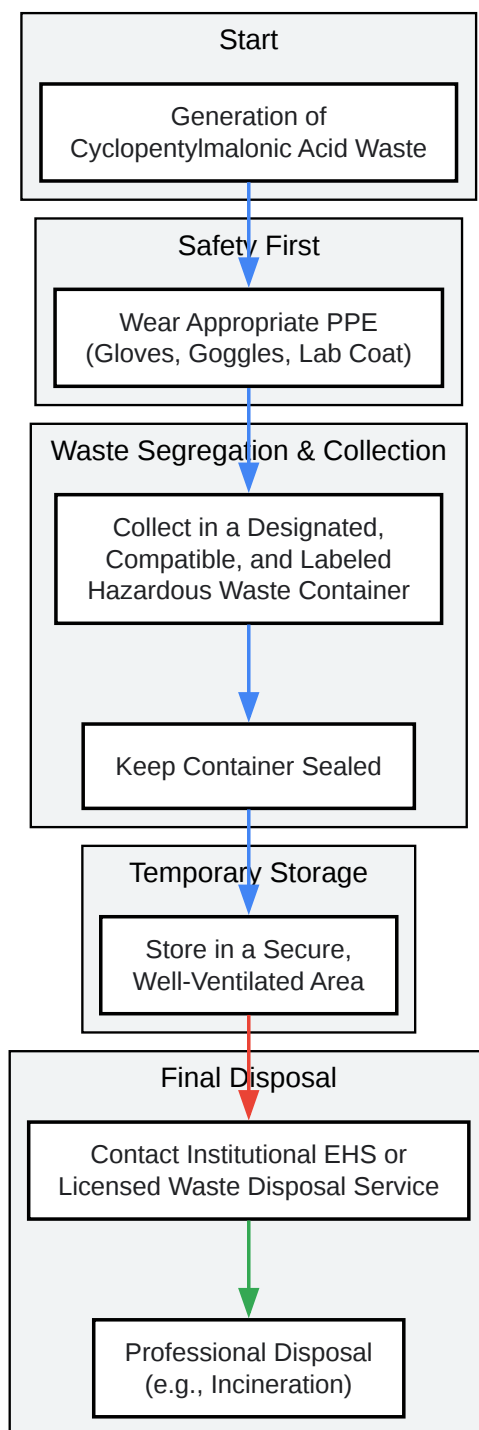 Start
Generation of
Cyclopentylmalonic Acid Waste
Safety First
Wear Appropriate PPE
(Gloves, Goggles, Lab Coat)
Waste Segregation & Collection
Collect in a Designated,
Compatible, and Labeled
Hazardous Waste Container
Keep Container Sealed
Temporary Storage
Store in a Secure,
Well-Ventilated Area
Final Disposal
Contact Institutional EHS or
Licensed Waste Disposal Service
Professional Disposal
(e.g., Incineration)